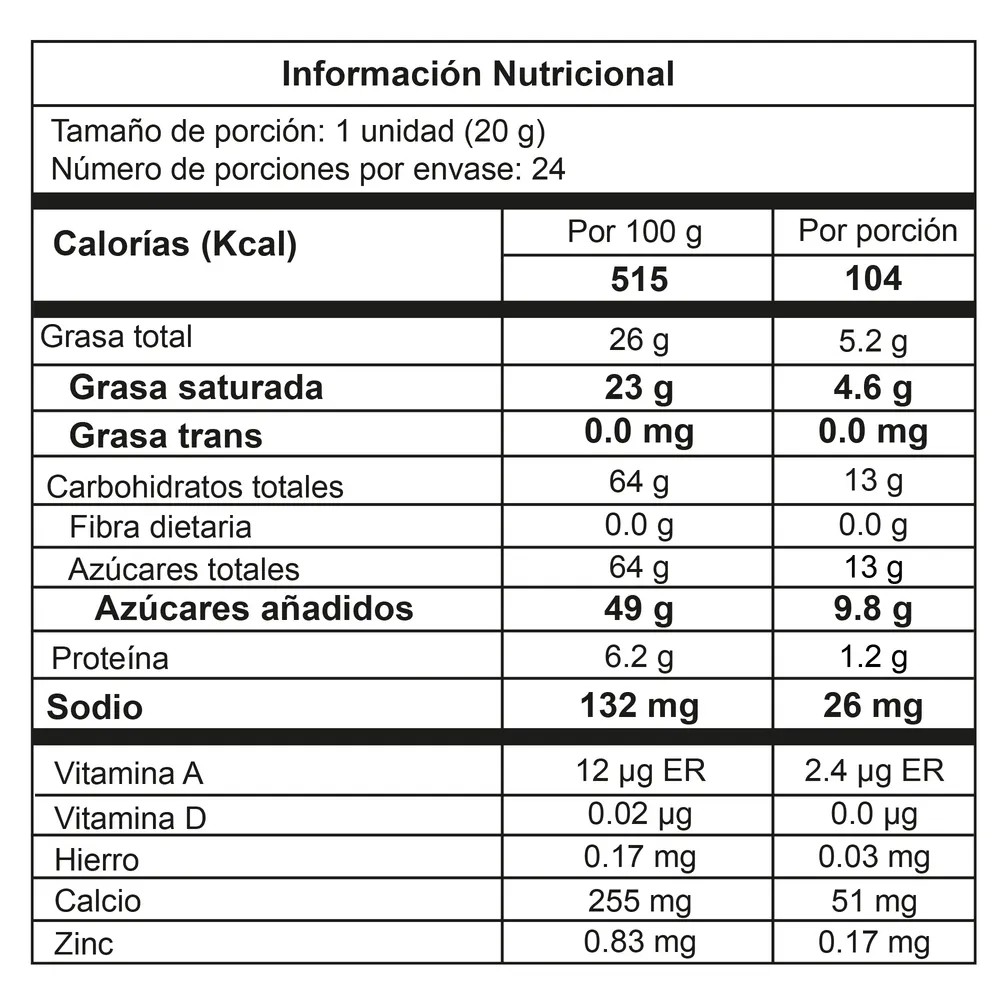 Información Nutricional
Tamaño de porción: 1 unidad (20 g)
Número de porciones por envase: 24
Calorías (Kcal) Por 100 g Por porción
515 104
Grasa total 26 g 5.2 g
Grasa saturada 23 g 4.6 g
Grasa trans 0.0 mg 0.0 mg
Carbohidratos totales 64 g 13 g
Fibra dietaria 0.0 g 0.0 g
Azúcares totales 64 g 13 g
Azúcares añadidos 49 g 9.8 g
Proteína 6.2 g 1.2 g
Sodio 132 mg 26 mg
Vitamina A 12 µg ER 2.4 µg ER
Vitamina D 0.02 µg 0.0 µg
Hierro 0.17 mg 0.03 mg
Calcio 255 mg 51 mg
Zinc 0.83 mg 0.17 mg